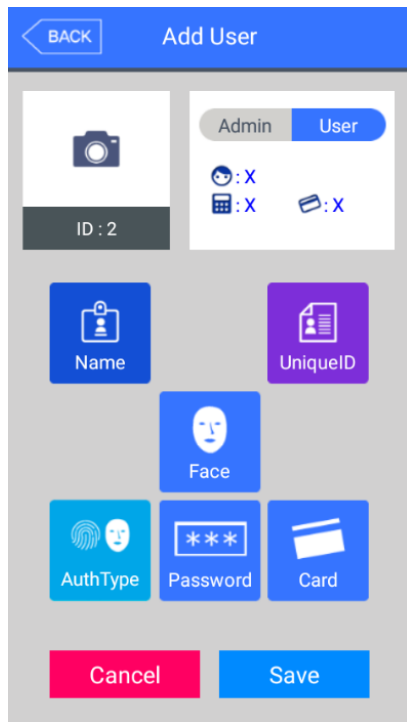 BACK
Add User
Admin
User
: X
: X
: X
ID : 2
Name
UniqueID
Face
AuthType
***
Password
Card
Cancel
Save